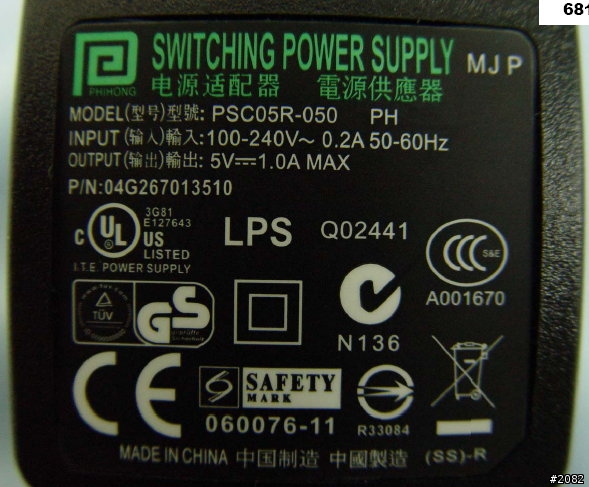 681
SWITCHING POWER SUPPLY MJP
PHIHONG
电源适配器 電源供應器
MODEL(型号)型號: PSC05R-050 PH
INPUT (输入)輸入:100-240V~ 0.2A 50-60Hz
OUTPUT (输出)輸出: 5V⎓1.0A MAX
P/N:04G267013510
3G81
E127643
C UL US
LISTED
I.T.E. POWER SUPPLY
LPS
Q02441
S&E
A001670
TÜV
GS
geprüfte
Sicherheit
N136
CE
SAFETY
MARK
060076-11
R33084
MADE IN CHINA 中国制造 中國製造 (SS)-R
#2082